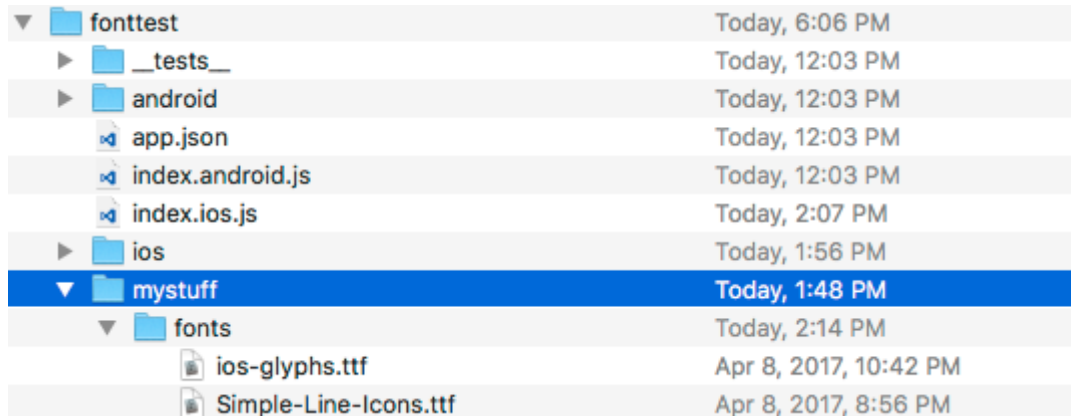 fonttest Today, 6:06 PM
__tests__ Today, 12:03 PM
android Today, 12:03 PM
app.json Today, 12:03 PM
index.android.js Today, 12:03 PM
index.ios.js Today, 2:07 PM
ios Today, 1:56 PM
mystuff Today, 1:48 PM
fonts Today, 2:14 PM
ios-glyphs.ttf Apr 8, 2017, 10:42 PM
Simple-Line-Icons.ttf Apr 8, 2017, 8:56 PM